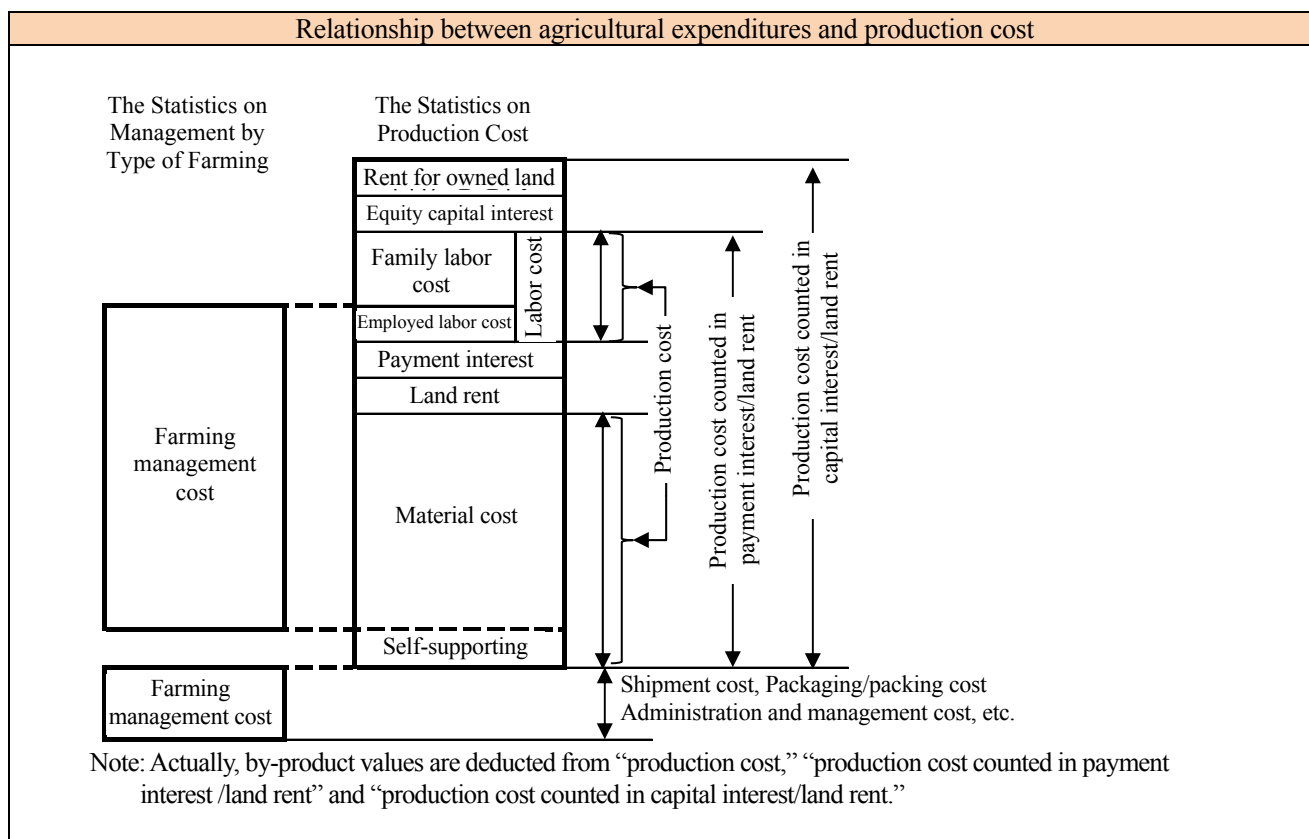 Relationship between agricultural expenditures and production cost
The Statistics on
Management by
Type of Farming
The Statistics on
Production Cost
Rent for owned land
Equity capital interest
Family labor
cost
Labor cost
Employed labor cost
Payment interest
Land rent
Farming
management
cost
Material cost
Self-supporting
Production cost
Production cost counted in
payment interest/land rent
Production cost counted in
capital interest/land rent
Farming
management cost
Shipment cost, Packaging/packing cost
Administration and management cost, etc.
Note: Actually, by-product values are deducted from “production cost,” “production cost counted in payment
interest /land rent” and “production cost counted in capital interest/land rent.”